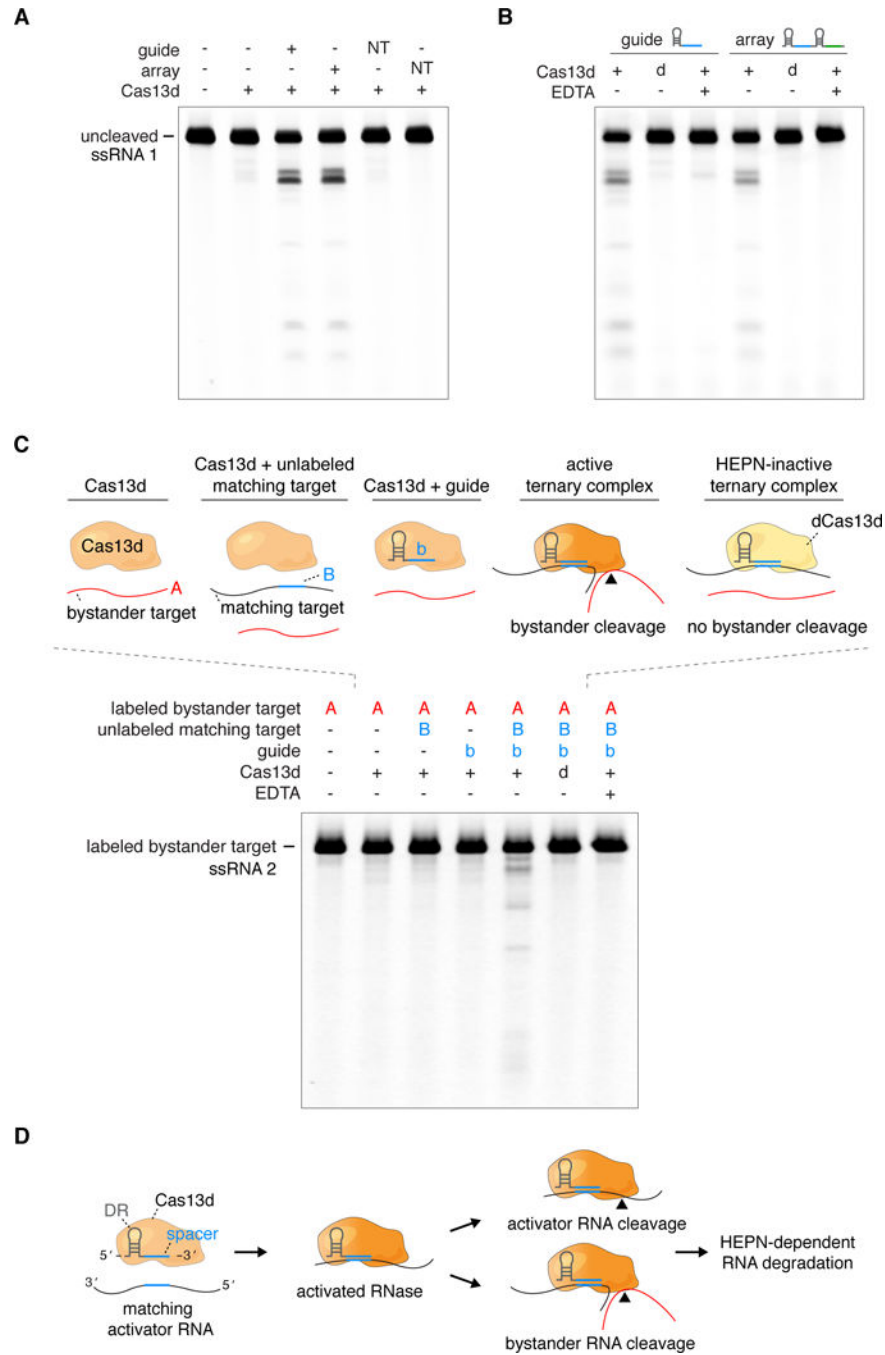 A
guide - - + - NT -
array - - - + - NT
Cas13d - + + + + +
uncleaved
ssRNA 1
B
guide array
Cas13d + d + + d +
EDTA - - + - - +
C
Cas13d
Cas13d + unlabeled
matching target
Cas13d + guide
active
ternary complex
HEPN-inactive
ternary complex
dCas13d
Cas13d
b
A
B
bystander target
matching target
bystander cleavage
no bystander cleavage
labeled bystander target A A A A A A A
unlabeled matching target - - B - B B B
guide - - - b b b b
Cas13d - + + + + d +
EDTA - - - - - - +
labeled bystander target
ssRNA 2
D
DR
Cas13d
spacer
5′ -3′
3′ 5′
matching
activator RNA
activated RNase
activator RNA cleavage
bystander RNA cleavage
HEPN-dependent
RNA degradation